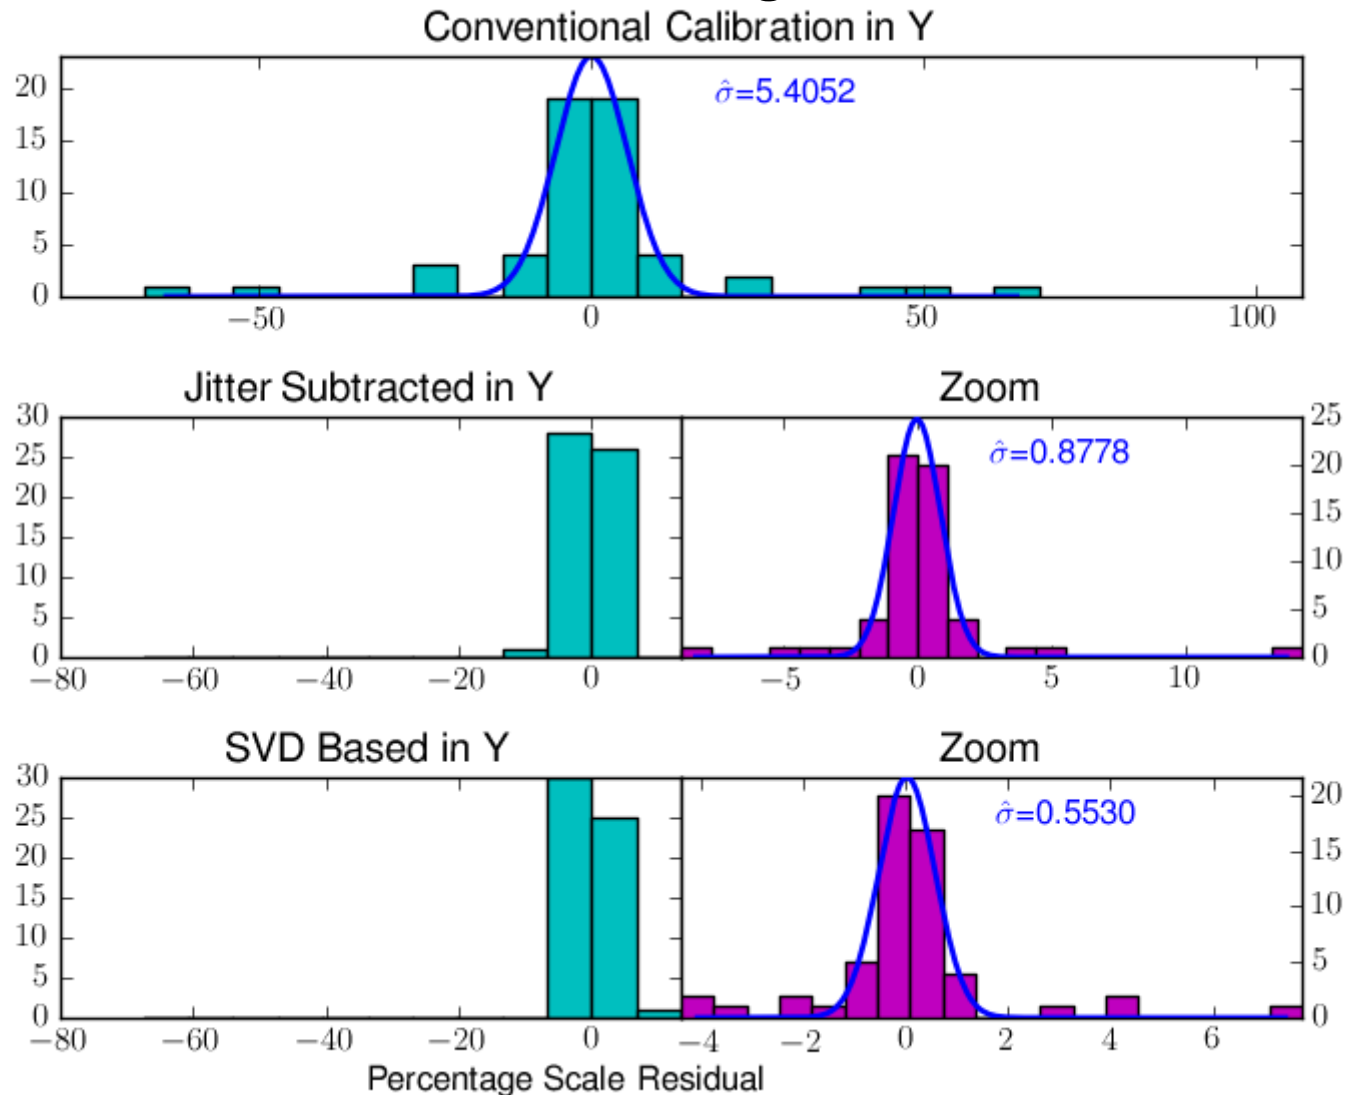 Conventional Calibration in Y
20
15
10
5
0
σ̂=5.4052
−50 0 50 100
Jitter Subtracted in Y
Zoom
30
25
20
15
10
5
0
σ̂=0.8778
25
20
15
10
5
0
−80 −60 −40 −20 0
−5 0 5 10
SVD Based in Y
Zoom
30
25
20
15
10
5
0
σ̂=0.5530
20
15
10
5
0
−80 −60 −40 −20 0
−4 −2 0 2 4 6
Percentage Scale Residual